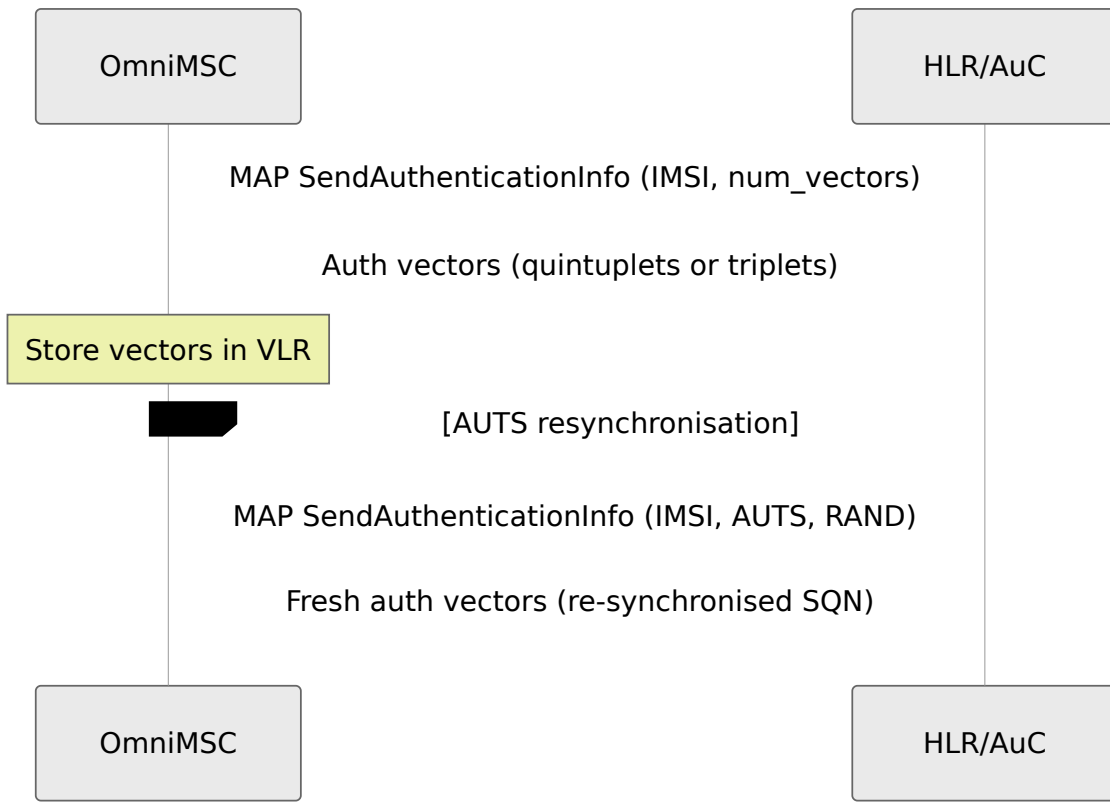 OmniMSC
HLR/AuC
MAP SendAuthenticationInfo (IMSI, num_vectors)
Auth vectors (quintuplets or triplets)
Store vectors in VLR
[AUTS resynchronisation]
MAP SendAuthenticationInfo (IMSI, AUTS, RAND)
Fresh auth vectors (re-synchronised SQN)
OmniMSC
HLR/AuC